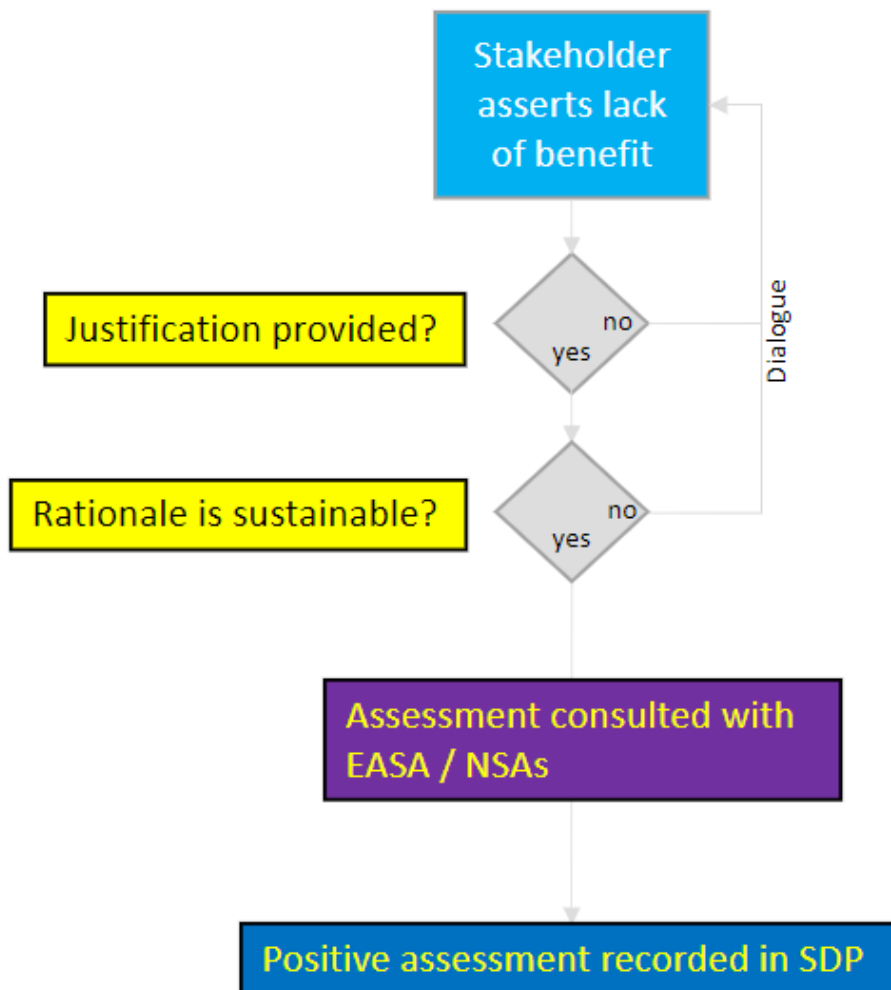 Stakeholder
asserts lack
of benefit
Justification provided?
no
yes
Dialogue
Rationale is sustainable?
no
yes
Assessment consulted with
EASA / NSAs
Positive assessment recorded in SDP